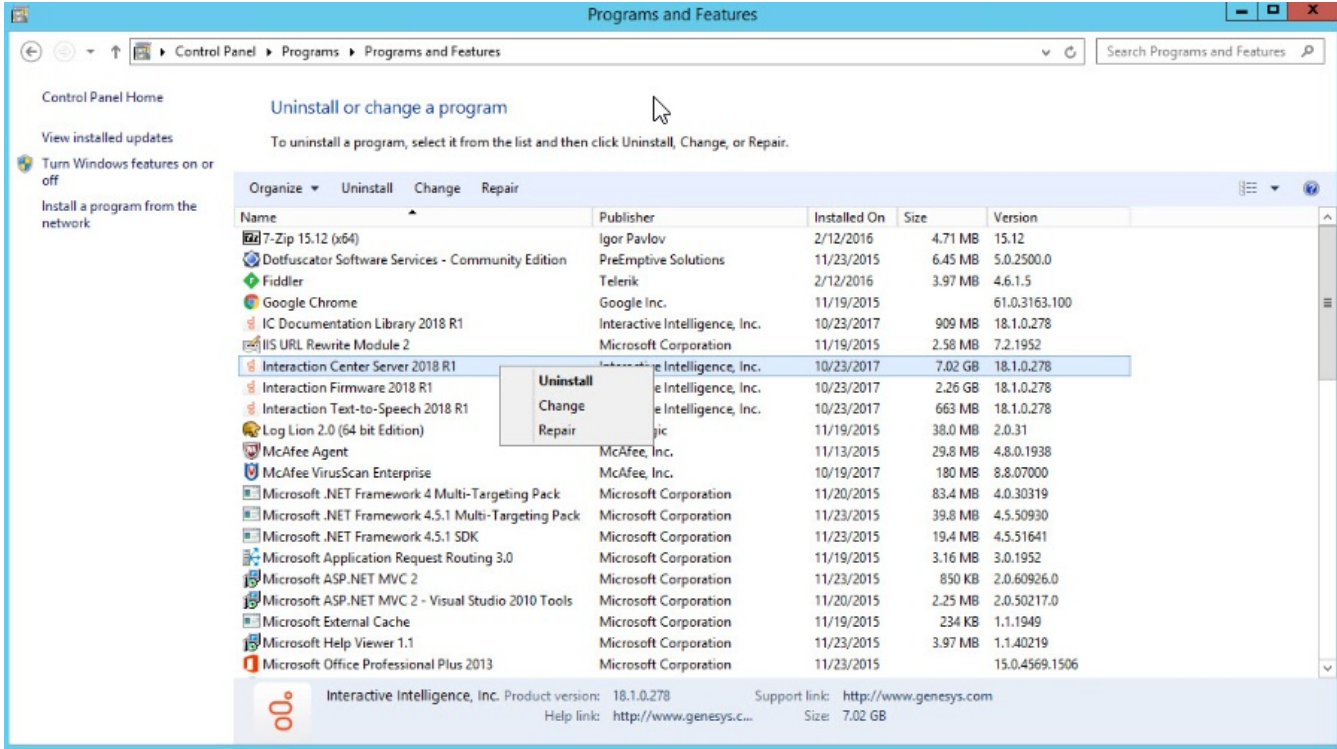 Programs and Features
Control Panel ▸ Programs ▸ Programs and Features
Search Programs and Features
Control Panel Home
View installed updates
Turn Windows features on or
off
Install a program from the
network
Uninstall or change a program
To uninstall a program, select it from the list and then click Uninstall, Change, or Repair.
Organize Uninstall Change Repair
Name Publisher Installed On Size Version
7-Zip 15.12 (x64) Igor Pavlov 2/12/2016 4.71 MB 15.12
Dotfuscator Software Services - Community Edition PreEmptive Solutions 11/23/2015 6.45 MB 5.0.2500.0
Fiddler Telerik 2/12/2016 3.97 MB 4.6.1.5
Google Chrome Google Inc. 11/19/2015 61.0.3163.100
IC Documentation Library 2018 R1 Interactive Intelligence, Inc. 10/23/2017 909 MB 18.1.0.278
IIS URL Rewrite Module 2 Microsoft Corporation 11/19/2015 2.58 MB 7.2.1952
Interaction Center Server 2018 R1 Intelligence, Inc. 10/23/2017 7.02 GB 18.1.0.278
Interaction Firmware 2018 R1 e Intelligence, Inc. 10/23/2017 2.26 GB 18.1.0.278
Interaction Text-to-Speech 2018 R1 e Intelligence, Inc. 10/23/2017 663 MB 18.1.0.278
Log Lion 2.0 (64 bit Edition) 11/19/2015 38.0 MB 2.0.31
McAfee Agent McAfee, Inc. 11/13/2015 29.8 MB 4.8.0.1938
McAfee VirusScan Enterprise McAfee, Inc. 10/19/2017 180 MB 8.8.07000
Microsoft .NET Framework 4 Multi-Targeting Pack Microsoft Corporation 11/20/2015 83.4 MB 4.0.30319
Microsoft .NET Framework 4.5.1 Multi-Targeting Pack Microsoft Corporation 11/23/2015 39.8 MB 4.5.50930
Microsoft .NET Framework 4.5.1 SDK Microsoft Corporation 11/23/2015 19.4 MB 4.5.51641
Microsoft Application Request Routing 3.0 Microsoft Corporation 11/19/2015 3.16 MB 3.0.1952
Microsoft ASP.NET MVC 2 Microsoft Corporation 11/23/2015 850 KB 2.0.60926.0
Microsoft ASP.NET MVC 2 - Visual Studio 2010 Tools Microsoft Corporation 11/20/2015 2.25 MB 2.0.50217.0
Microsoft External Cache Microsoft Corporation 11/19/2015 234 KB 1.1.1949
Microsoft Help Viewer 1.1 Microsoft Corporation 11/23/2015 3.97 MB 1.1.40219
Microsoft Office Professional Plus 2013 Microsoft Corporation 11/23/2015 15.0.4569.1506
Uninstall
Change
Repair
Interactive Intelligence, Inc. Product version: 18.1.0.278 Support link: http://www.genesys.com
Help link: http://www.genesys.c... Size: 7.02 GB